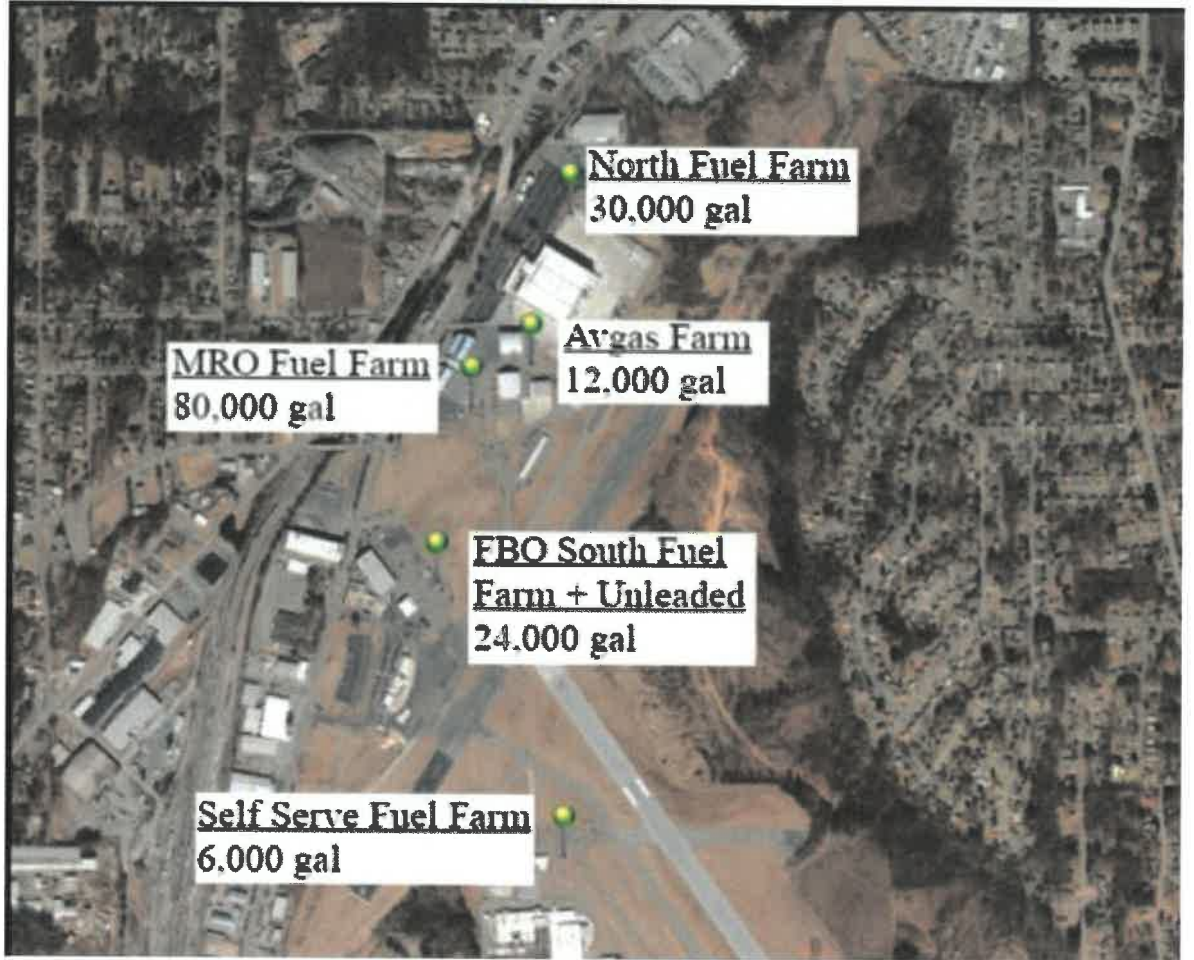 North Fuel Farm
30,000 gal
Avgas Farm
12,000 gal
MRO Fuel Farm
80,000 gal
FBO South Fuel
Farm + Unleaded
24,000 gal
Self Serve Fuel Farm
6,000 gal